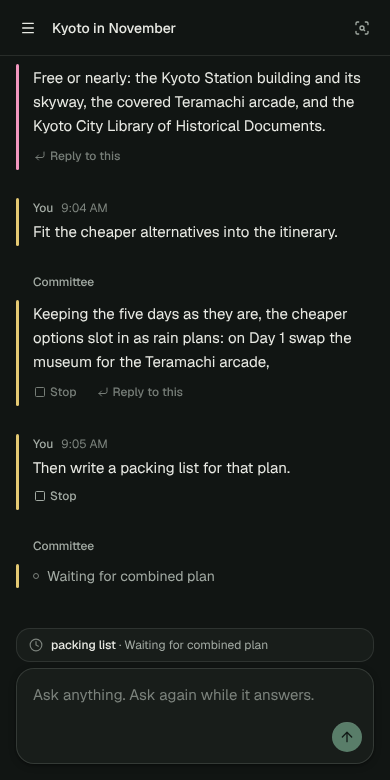 Kyoto in November
Free or nearly: the Kyoto Station building and its
skyway, the covered Teramachi arcade, and the
Kyoto City Library of Historical Documents.
Reply to this
You 9:04 AM
Fit the cheaper alternatives into the itinerary.
Committee
Keeping the five days as they are, the cheaper
options slot in as rain plans: on Day 1 swap the
museum for the Teramachi arcade,
Stop Reply to this
You 9:05 AM
Then write a packing list for that plan.
Stop
Committee
Waiting for combined plan
packing list · Waiting for combined plan
Ask anything. Ask again while it answers.